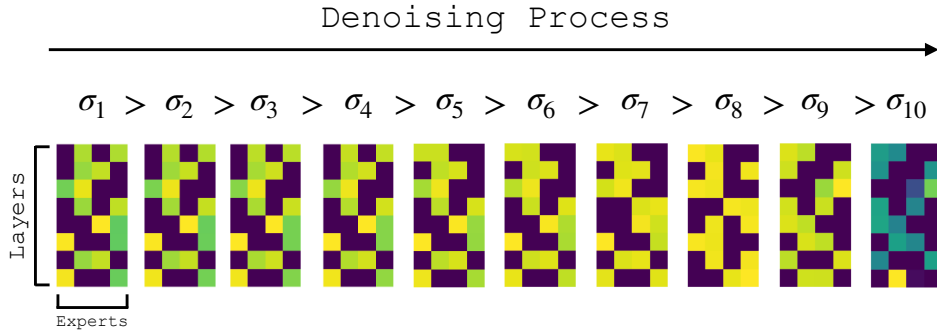 Denoising Process
σ₁ > σ₂ > σ₃ > σ₄ > σ₅ > σ₆ > σ₇ > σ₈ > σ₉ > σ₁₀
Layers
Experts